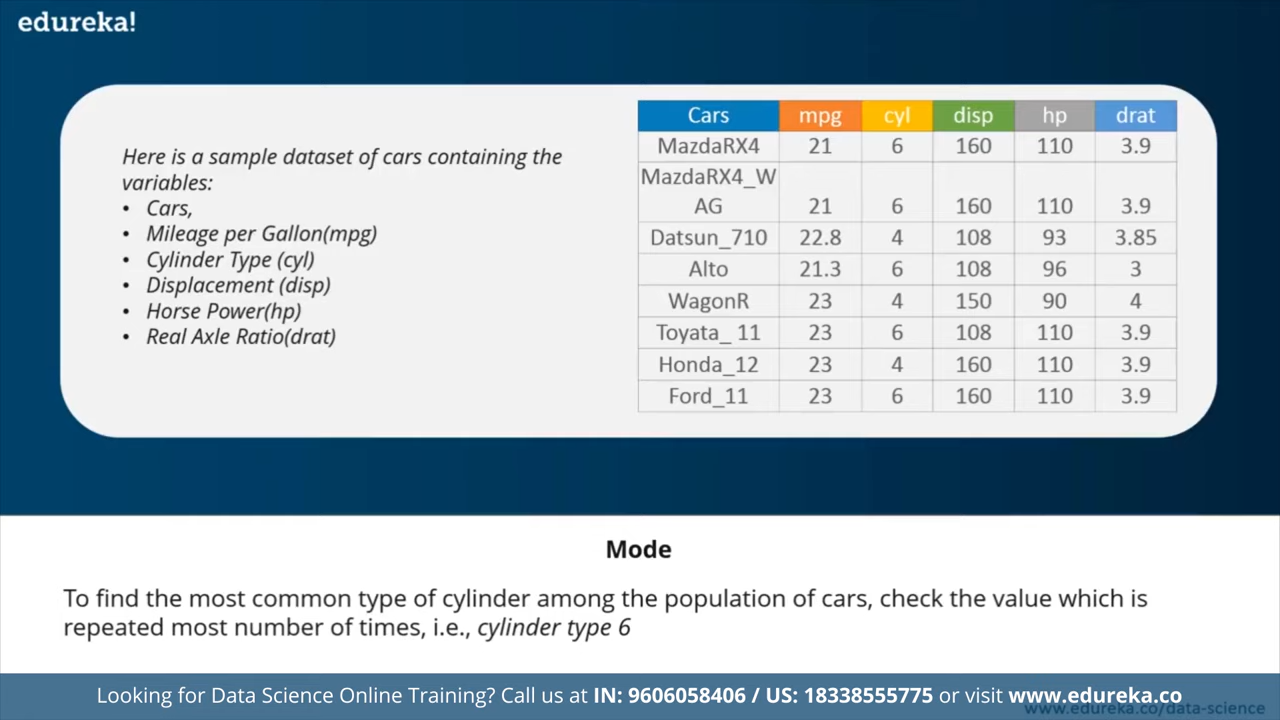 edureka!
Here is a sample dataset of cars containing the
variables:
• Cars,
• Mileage per Gallon(mpg)
• Cylinder Type (cyl)
• Displacement (disp)
• Horse Power(hp)
• Real Axle Ratio(drat)
Cars mpg cyl disp hp drat
MazdaRX4 21 6 160 110 3.9
MazdaRX4_W
AG 21 6 160 110 3.9
Datsun_710 22.8 4 108 93 3.85
Alto 21.3 6 108 96 3
WagonR 23 4 150 90 4
Toyata_ 11 23 6 108 110 3.9
Honda_12 23 4 160 110 3.9
Ford_11 23 6 160 110 3.9
Mode
To find the most common type of cylinder among the population of cars, check the value which is
repeated most number of times, i.e., cylinder type 6
Looking for Data Science Online Training? Call us at IN: 9606058406 / US: 18338555775 or visit www.edureka.co
www.edureka.co/data-science